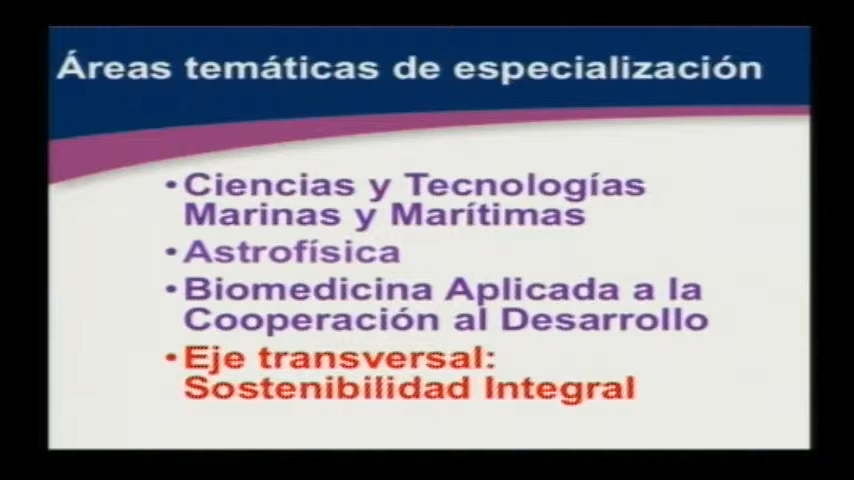 Áreas temáticas de especialización
•Ciencias y Tecnologías
Marinas y Marítimas
•Astrofísica
•Biomedicina Aplicada a la
Cooperación al Desarrollo
•Eje transversal:
Sostenibilidad Integral